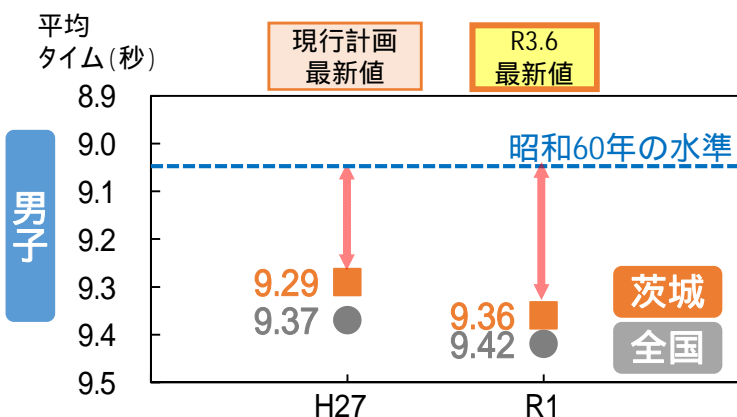 平均
タイム(秒)
現行計画
最新値
R3.6
最新値
8.9
9.0
昭和60年の水準
9.1
男子
9.2
9.3
9.29
茨城
9.37
9.36
9.4
9.42
全国
9.5
H27
R1